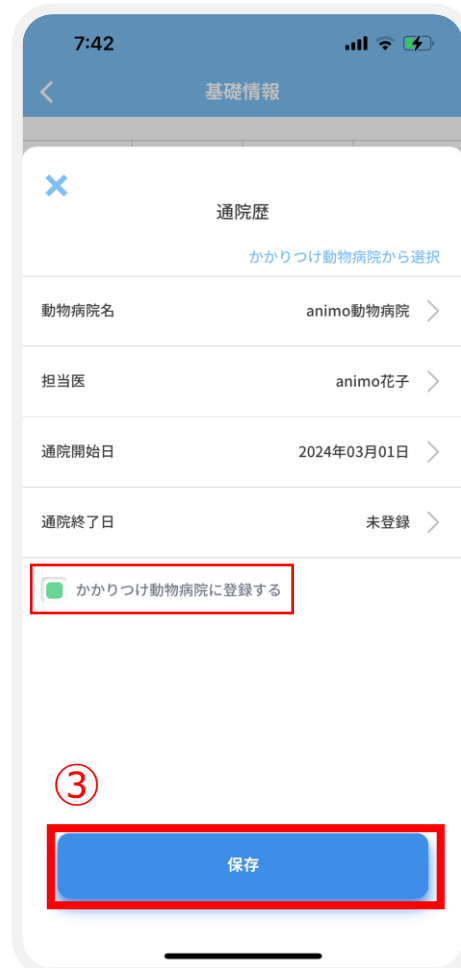 7:42
基礎情報
通院歴
かかりつけ動物病院から選択
動物病院名 animo動物病院
担当医 animo花子
通院開始日 2024年03月01日
通院終了日 未登録
かかりつけ動物病院に登録する
③
保存